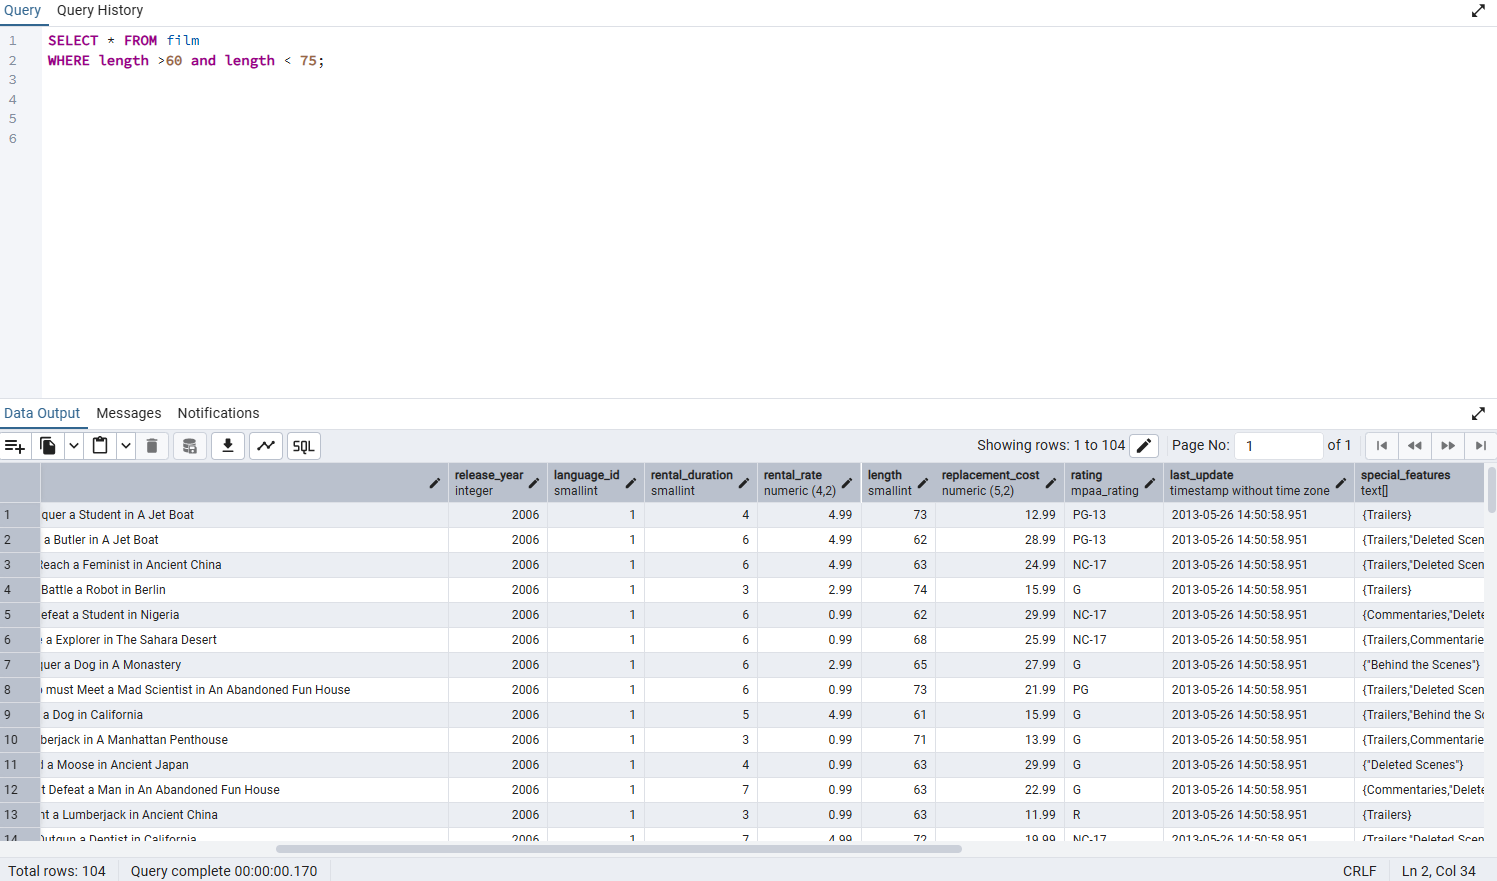 Query Query History
1 SELECT * FROM film
2 WHERE length >60 and length < 75;
3
4
5
6
Data Output Messages Notifications
SQL Showing rows: 1 to 104 Page No: 1 of 1
release_year language_id rental_duration rental_rate length replacement_cost rating last_update special_features
integer smallint smallint numeric (4,2) smallint numeric (5,2) mpaa_rating timestamp without time zone text[]
1 quer a Student in A Jet Boat 2006 1 4 4.99 73 12.99 PG-13 2013-05-26 14:50:58.951 {Trailers}
2 a Butler in A Jet Boat 2006 1 6 4.99 62 28.99 PG-13 2013-05-26 14:50:58.951 {Trailers,"Deleted Scen
3 Reach a Feminist in Ancient China 2006 1 6 4.99 63 24.99 NC-17 2013-05-26 14:50:58.951 {Trailers,"Deleted Scen
4 Battle a Robot in Berlin 2006 1 3 2.99 74 15.99 G 2013-05-26 14:50:58.951 {Trailers}
5 efeat a Student in Nigeria 2006 1 6 0.99 62 29.99 NC-17 2013-05-26 14:50:58.951 {Commentaries,"Delete
6 a Explorer in The Sahara Desert 2006 1 6 0.99 68 25.99 NC-17 2013-05-26 14:50:58.951 {Trailers,Commentarie
7 quer a Dog in A Monastery 2006 1 6 2.99 65 27.99 G 2013-05-26 14:50:58.951 {"Behind the Scenes"}
8 must Meet a Mad Scientist in An Abandoned Fun House 2006 1 6 0.99 73 21.99 PG 2013-05-26 14:50:58.951 {Trailers,"Deleted Scen
9 a Dog in California 2006 1 5 4.99 61 15.99 G 2013-05-26 14:50:58.951 {Trailers,"Behind the Sc
10 berjack in A Manhattan Penthouse 2006 1 3 0.99 71 13.99 G 2013-05-26 14:50:58.951 {Trailers,Commentarie
11 d a Moose in Ancient Japan 2006 1 4 0.99 63 29.99 G 2013-05-26 14:50:58.951 {"Deleted Scenes"}
12 t Defeat a Man in An Abandoned Fun House 2006 1 7 0.99 63 22.99 G 2013-05-26 14:50:58.951 {Commentaries,"Delete
13 nt a Lumberjack in Ancient China 2006 1 3 0.99 63 11.99 R 2013-05-26 14:50:58.951 {Trailers}
14 Outgun a Dentist in California 2006 1 7 4.99 72 19.99 NC-17 2013-05-26 14:50:58.951 {Trailers,"Deleted Scen
Total rows: 104 Query complete 00:00:00.170 CRLF Ln 2, Col 34